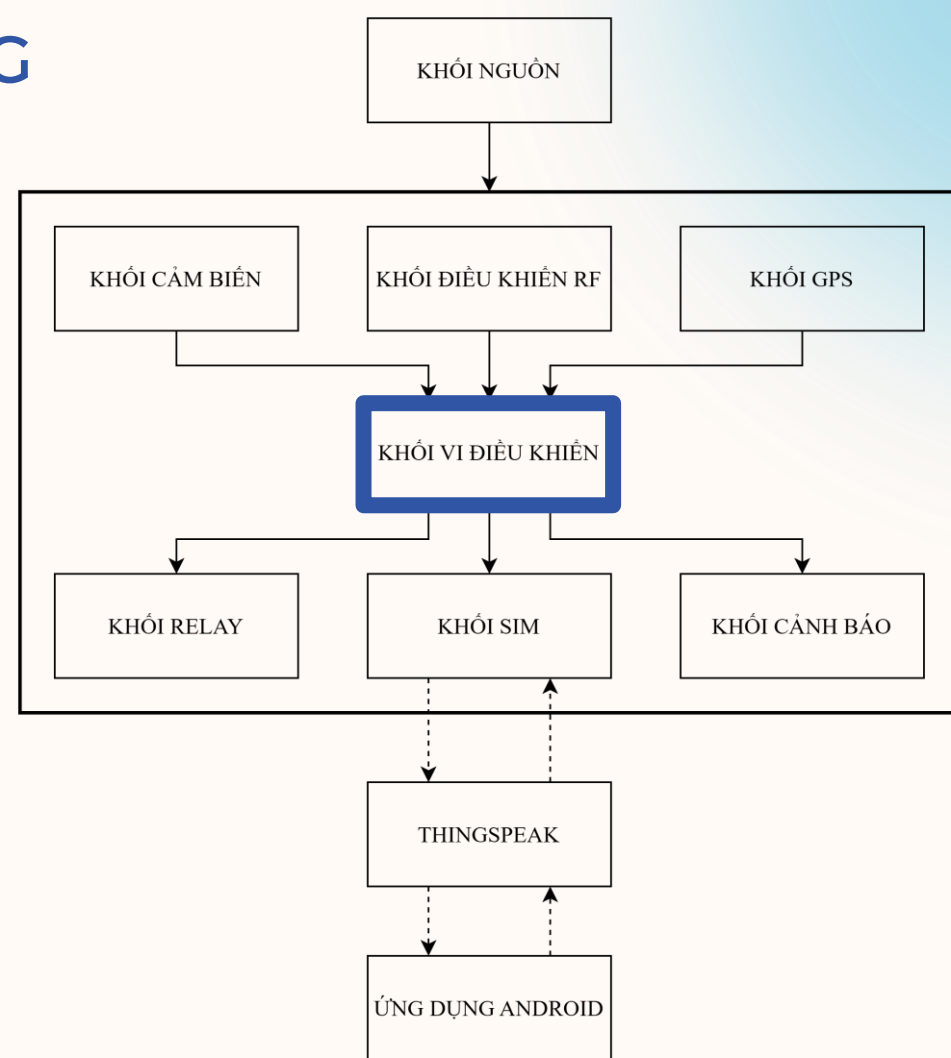 G
KHỐI NGUỒN
KHỐI CẢM BIẾN
KHỐI ĐIỀU KHIỂN RF
KHỐI GPS
KHỐI VI ĐIỀU KHIỂN
KHỐI RELAY
KHỐI SIM
KHỐI CẢNH BÁO
THINGSPEAK
ỨNG DỤNG ANDROID